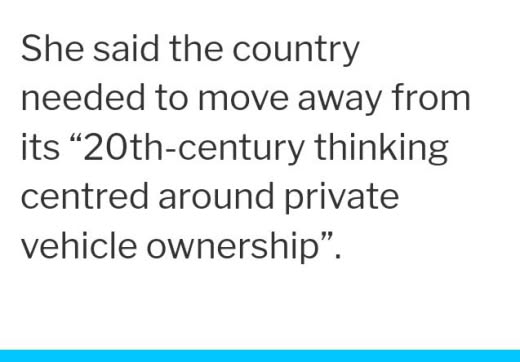 She said the country
needed to move away from
its “20th-century thinking
centred around private
vehicle ownership”.